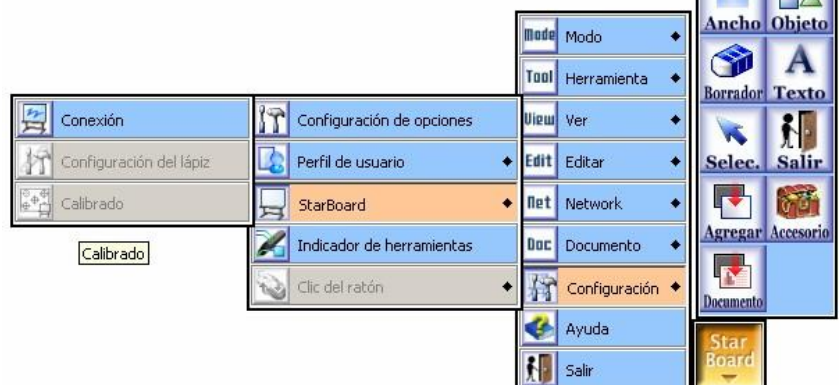 Conexión
Configuración del lápiz
Calibrado
Calibrado
Configuración de opciones
Perfil de usuario
StarBoard
Indicador de herramientas
Clic del ratón
Mode Modo
Tool Herramienta
View Ver
Edit Editar
Net Network
Doc Documento
Configuración
Ayuda
Salir
Ancho Objeto
A
Borrador Texto
Selec. Salir
Agregar Accesorio
Documento
Star
Board